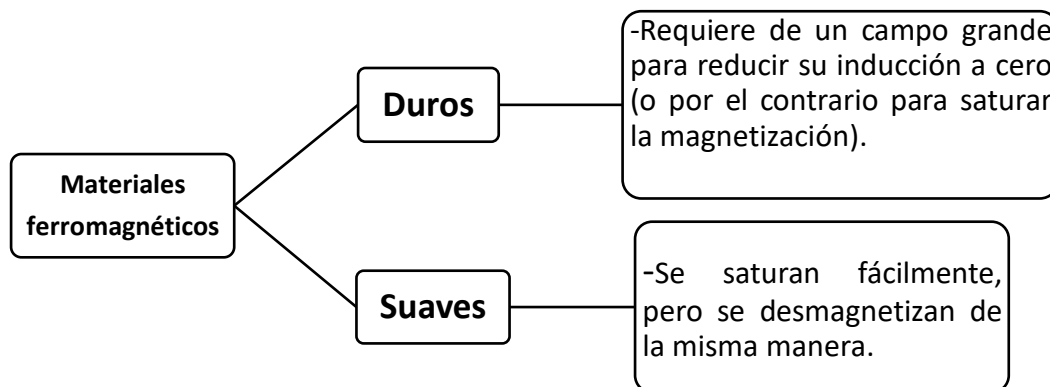 -Requiere de un campo grande
para reducir su inducción a cero
(o por el contrario para saturar
la magnetización).
Duros
Materiales
ferromagnéticos
Suaves
-Se saturan fácilmente,
pero se desmagnetizan de
la misma manera.